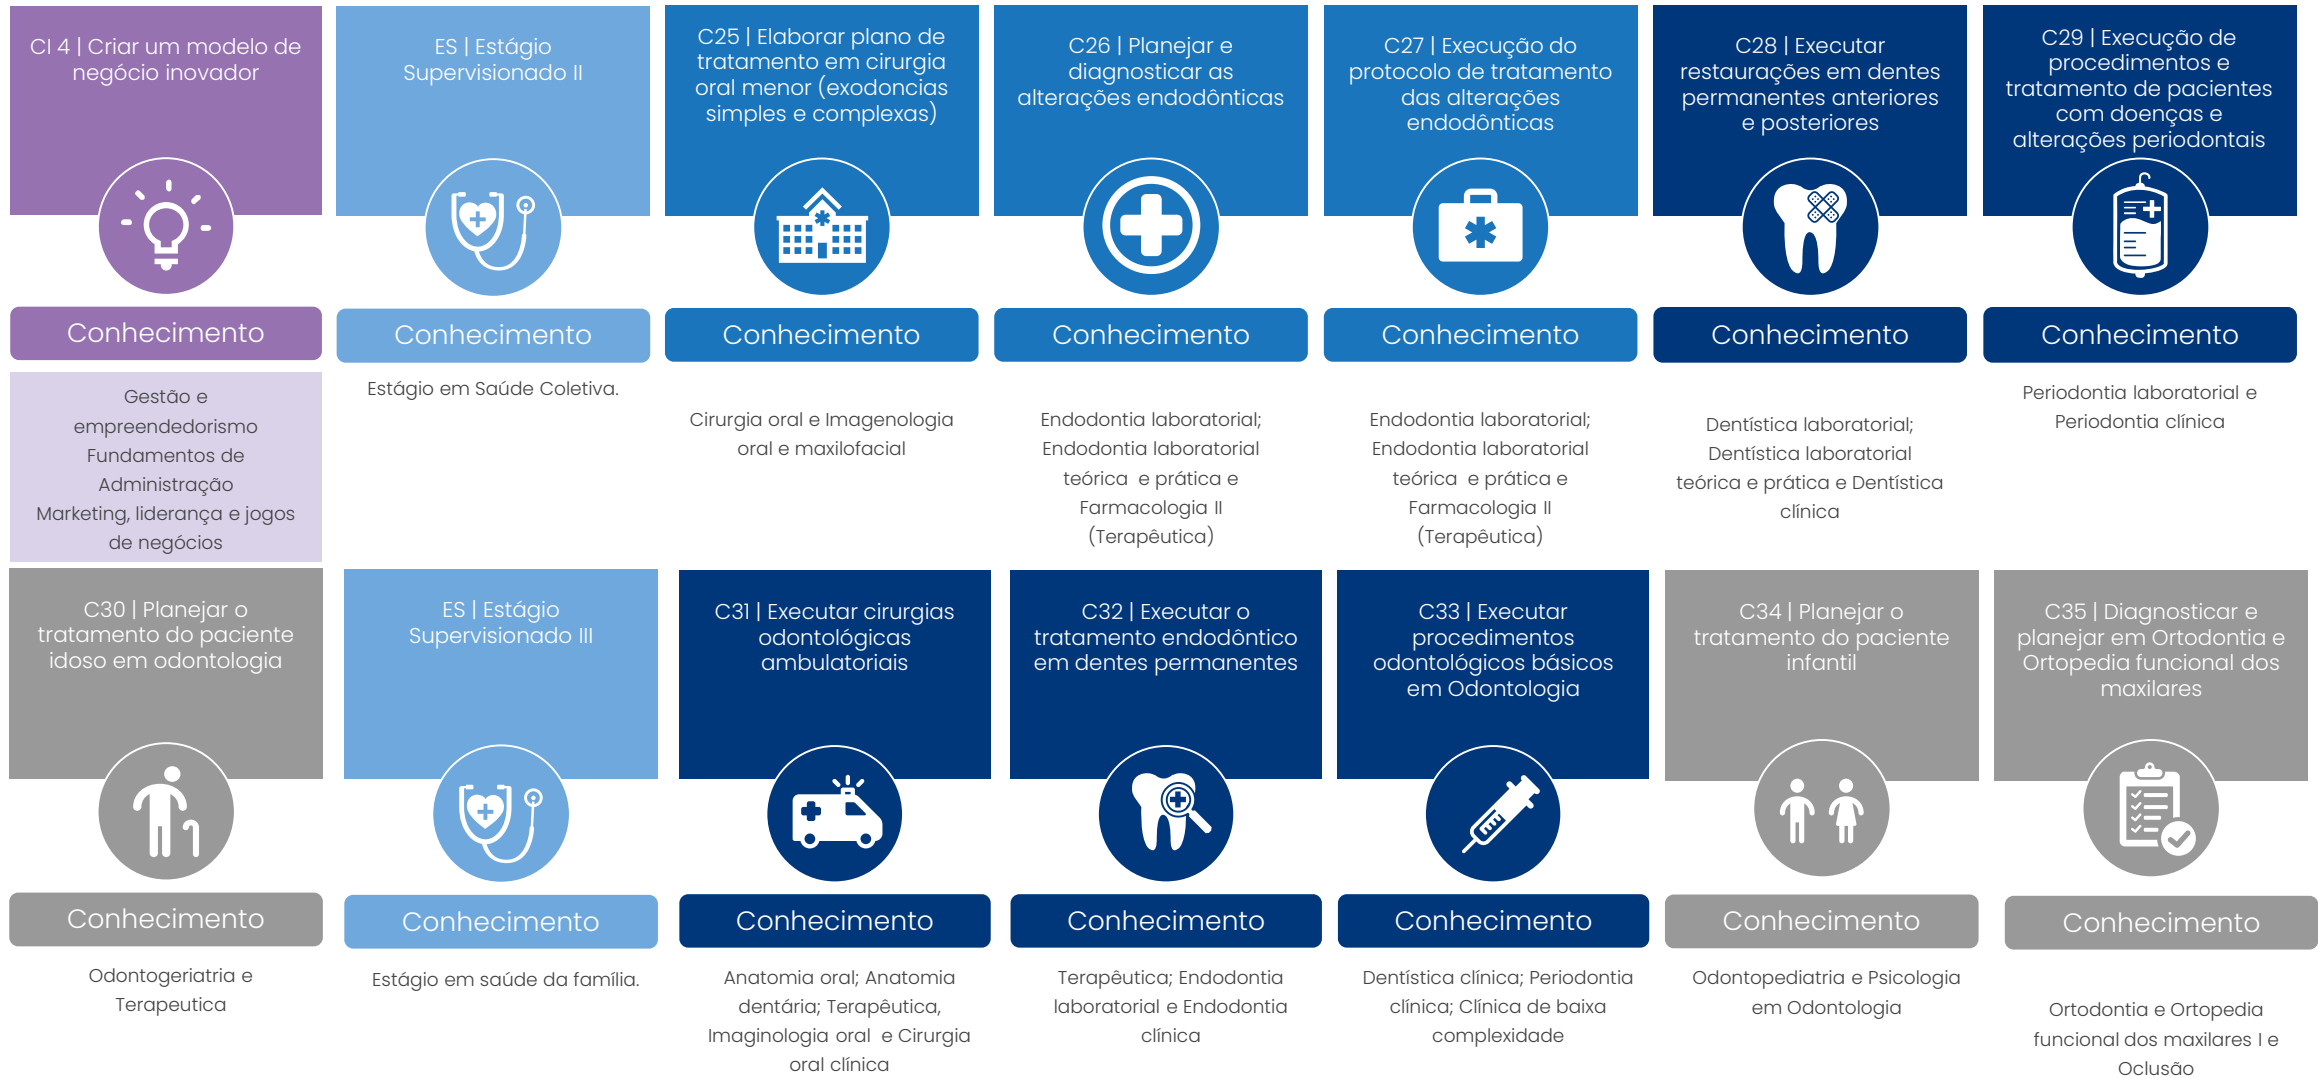 CI 4 | Criar um modelo de
negócio inovador
Conhecimento
Gestão e
empreendedorismo
Fundamentos de
Administração
Marketing, liderança e jogos
de negócios
ES | Estágio
Supervisionado II
Conhecimento
Estágio em Saúde Coletiva.
C25 | Elaborar plano de
tratamento em cirurgia
oral menor (exodoncias
simples e complexas)
Conhecimento
Cirurgia oral e Imagenologia
oral e maxilofacial
C26 | Planejar e
diagnosticar as
alterações endodônticas
Conhecimento
Endodontia laboratorial;
Endodontia laboratorial
teórica e prática e
Farmacologia II
(Terapêutica)
C27 | Execução do
protocolo de tratamento
das alterações
endodônticas
Conhecimento
Endodontia laboratorial;
Endodontia laboratorial
teórica e prática e
Farmacologia II
(Terapêutica)
C28 | Executar
restaurações em dentes
permanentes anteriores
e posteriores
Conhecimento
Dentística laboratorial;
Dentística laboratorial
teórica e prática e Dentística
clínica
C29 | Execução de
procedimentos e
tratamento de pacientes
com doenças e
alterações periodontais
Conhecimento
Periodontia laboratorial e
Periodontia clínica
C30 | Planejar o
tratamento do paciente
idoso em odontologia
Conhecimento
Odontogeriatria e
Terapeutica
ES | Estágio
Supervisionado III
Conhecimento
Estágio em saúde da família.
C31 | Executar cirurgias
odontológicas
ambulatoriais
Conhecimento
Anatomia oral; Anatomia
dentária; Terapêutica,
Imaginologia oral e Cirurgia
oral clínica
C32 | Executar o
tratamento endodôntico
em dentes permanentes
Conhecimento
Terapêutica; Endodontia
laboratorial e Endodontia
clínica
C33 | Executar
procedimentos
odontológicos básicos
em Odontologia
Conhecimento
Dentística clínica; Periodontia
clínica; Clínica de baixa
complexidade
C34 | Planejar o
tratamento do paciente
infantil
Conhecimento
Odontopediatria e Psicologia
em Odontologia
C35 | Diagnosticar e
planejar em Ortodontia e
Ortopedia funcional dos
maxilares
Conhecimento
Ortodontia e Ortopedia
funcional dos maxilares I e
Oclusão